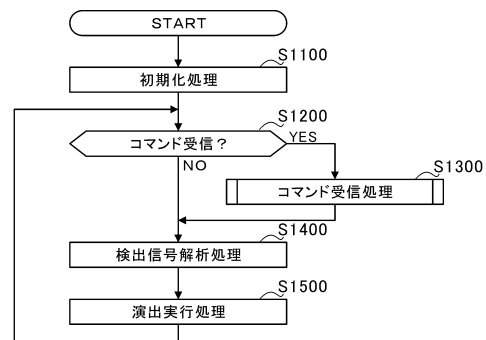 START
S1100
初期化処理
S1200
コマンド受信？
YES
NO
S1300
コマンド受信処理
S1400
検出信号解析処理
S1500
演出実行処理